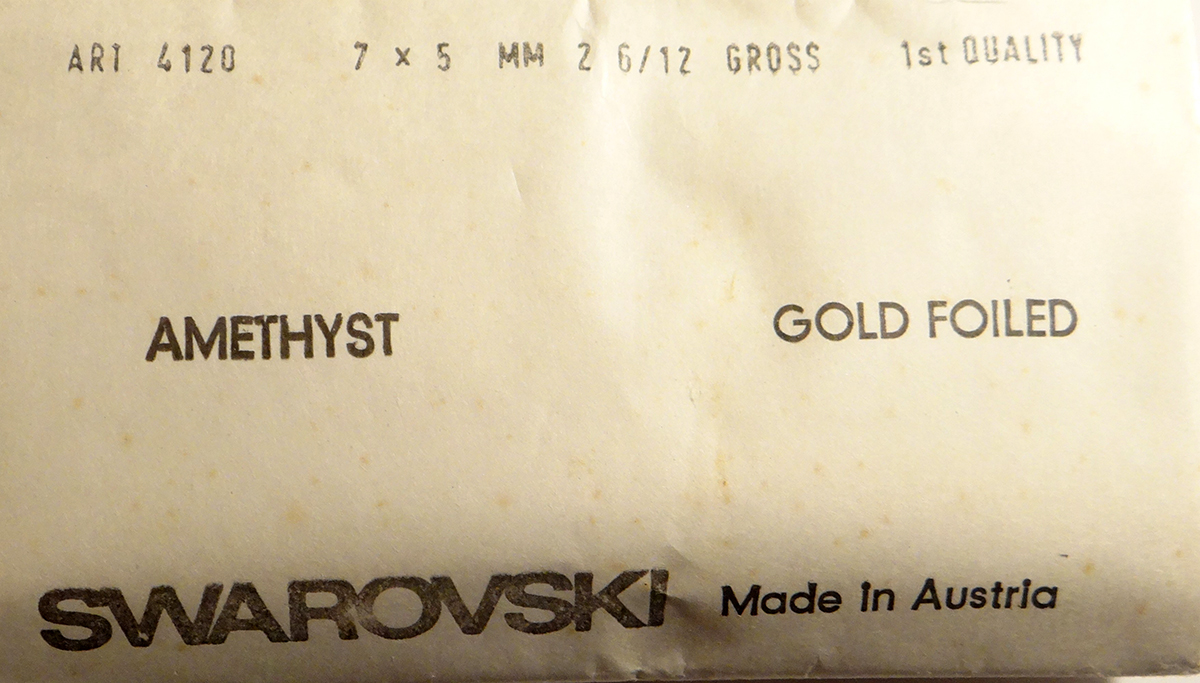 ART 4120 7 x 5 MM 2 6/12 GROSS 1st QUALITY
AMETHYST GOLD FOILED
SWAROVSKI Made in Austria